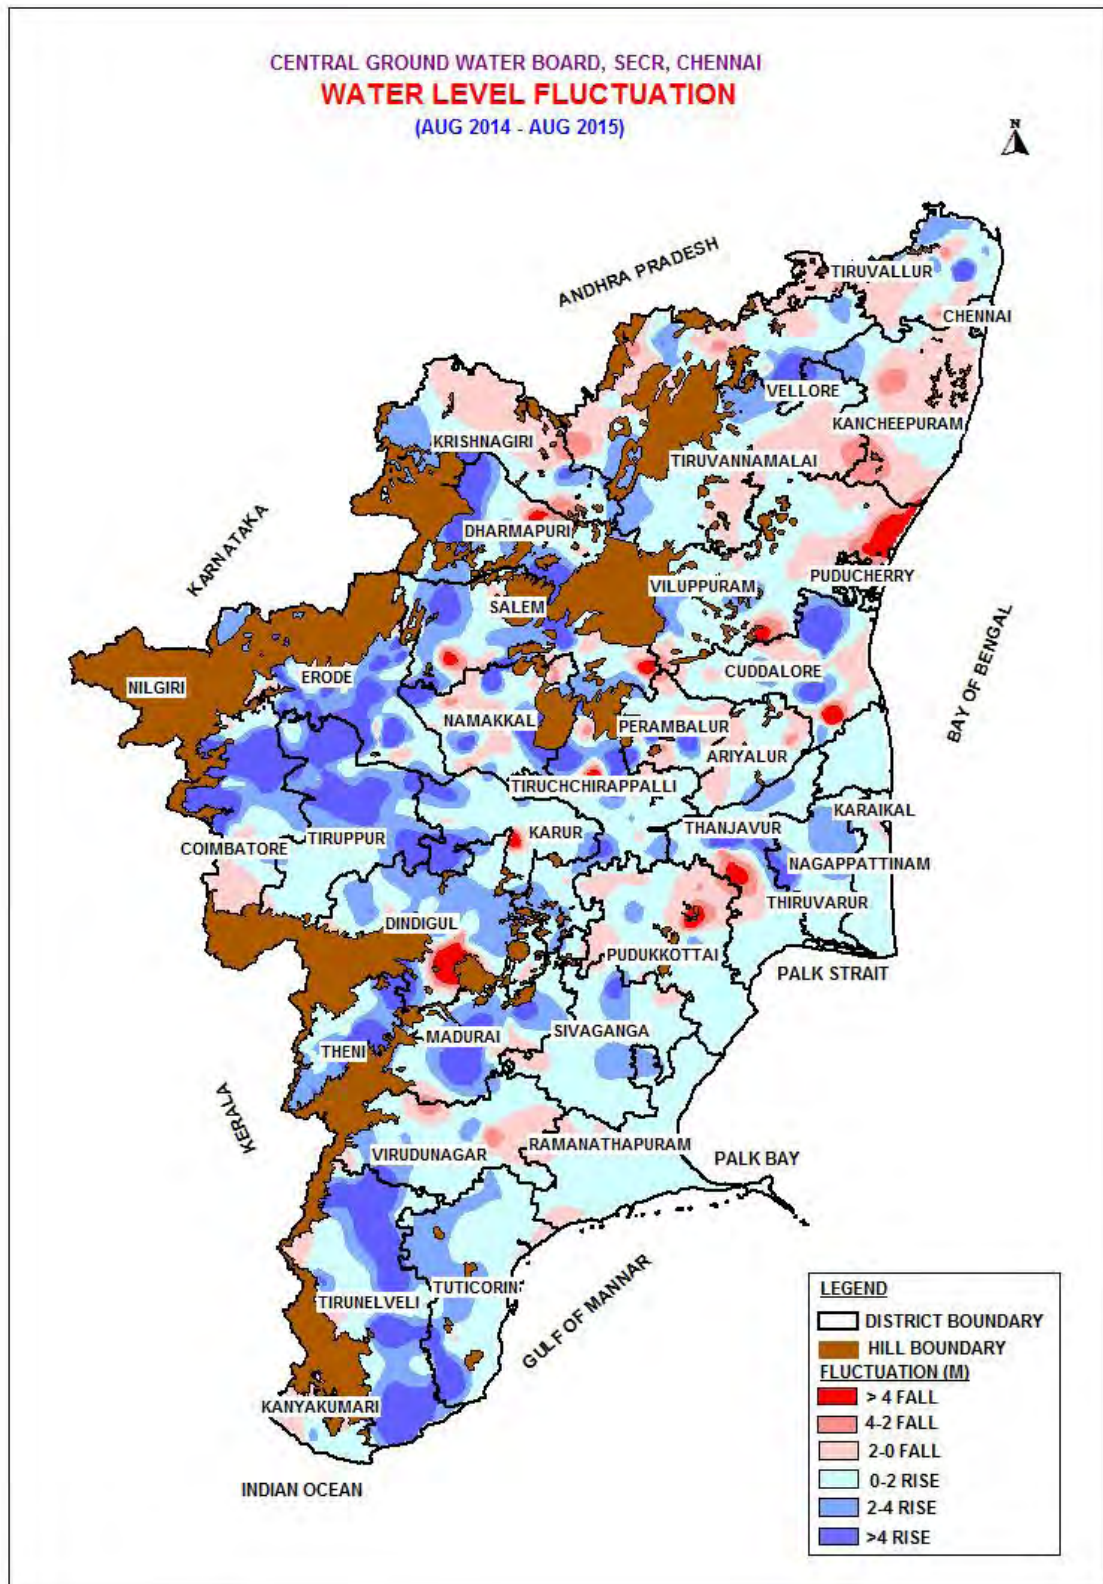 CENTRAL GROUND WATER BOARD, SECR, CHENNAI
WATER LEVEL FLUCTUATION
(AUG 2014 - AUG 2015)
N
ANDHRA PRADESH
TIRUVALLUR
CHENNAI
VELLORE
KANCHEEPURAM
KRISHNAGIRI
TIRUVANNAMALAI
KARNATAKA
DHARMAPURI
PUDUCHERRY
VILUPPURAM
SALEM
BAY OF BENGAL
CUDDALORE
ERODE
NILGIRI
NAMAKKAL
PERAMBALUR
ARIYALUR
TIRUCHCHIRAPPALLI
KARAIKAL
KARUR
THANJAVUR
TIRUPPUR
COIMBATORE
NAGAPPATTINAM
THIRUVARUR
DINDIGUL
PUDUKKOTTAI
PALK STRAIT
SIVAGANGA
MADURAI
THENI
KERALA
RAMANATHAPURAM
VIRUDUNAGAR
PALK BAY
TUTICORIN
TIRUNELVELI
GULF OF MANNAR
KANYAKUMARI
INDIAN OCEAN
LEGEND
DISTRICT BOUNDARY
HILL BOUNDARY
FLUCTUATION (M)
> 4 FALL
4-2 FALL
2-0 FALL
0-2 RISE
2-4 RISE
>4 RISE